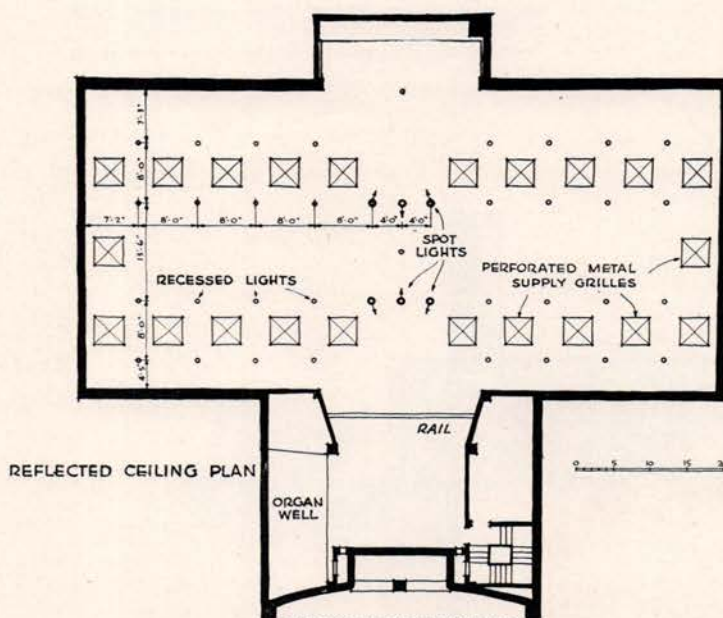 7'-3"
8'-0"
7'-2"
8'-0"
8'-0"
8'-0"
8'-0"
4'-0"
4'-0"
13'-6"
SPOT
LIGHTS
RECESSED LIGHTS
PERFORATED METAL
SUPPLY GRILLES
8'-0"
4'-5"
RAIL
REFLECTED CEILING PLAN
0 5 10 15
ORGAN
WELL